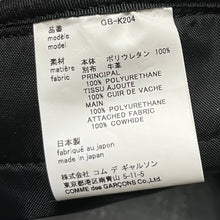 品番
modèle
model
GB-K204
素材
matière
fabric
本体 ポリウレタン 100%
別布 牛革
PRINCIPAL
100% POLYURETHANE
TISSU AJOUTE
100% CUIR DE VACHE
MAIN
100% POLYURETHANE
ATTACHED FABRIC
日本製
fabriqué au japon
made in japan
株式会社 コム デ ギャルソン
東京都港区南青山 5-11-5
COMME des GARÇONS Co.,Ltd.